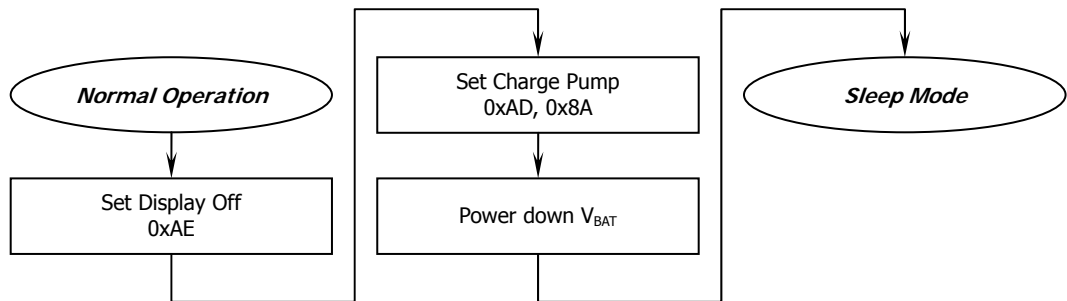 Normal Operation
Set Display Off
0xAE
Set Charge Pump
0xAD, 0x8A
Power down VBAT
Sleep Mode